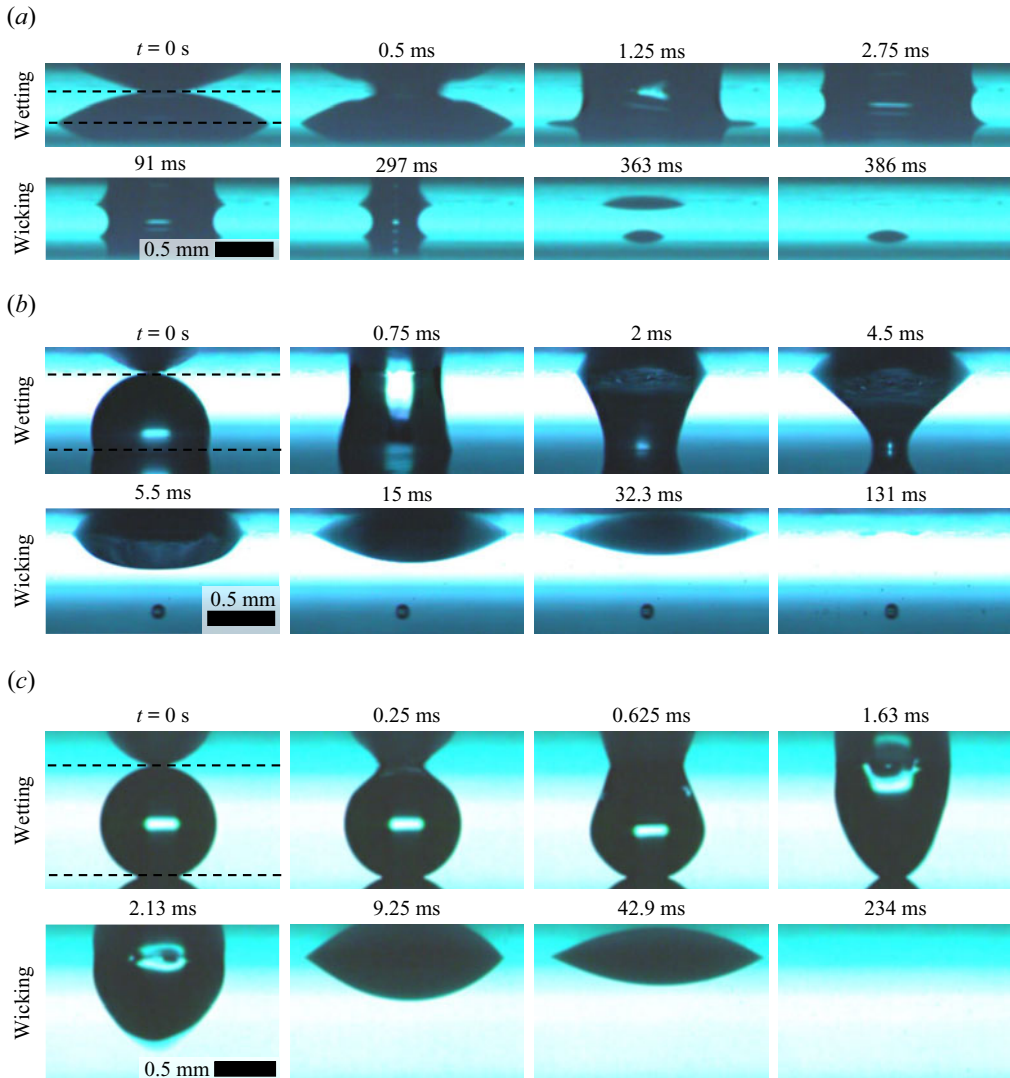 (a)
t = 0 s
0.5 ms
1.25 ms
2.75 ms
Wetting
91 ms
297 ms
363 ms
386 ms
Wicking
0.5 mm
(b)
t = 0 s
0.75 ms
2 ms
4.5 ms
Wetting
5.5 ms
15 ms
32.3 ms
131 ms
Wicking
0.5 mm
(c)
t = 0 s
0.25 ms
0.625 ms
1.63 ms
Wetting
2.13 ms
9.25 ms
42.9 ms
234 ms
Wicking
0.5 mm